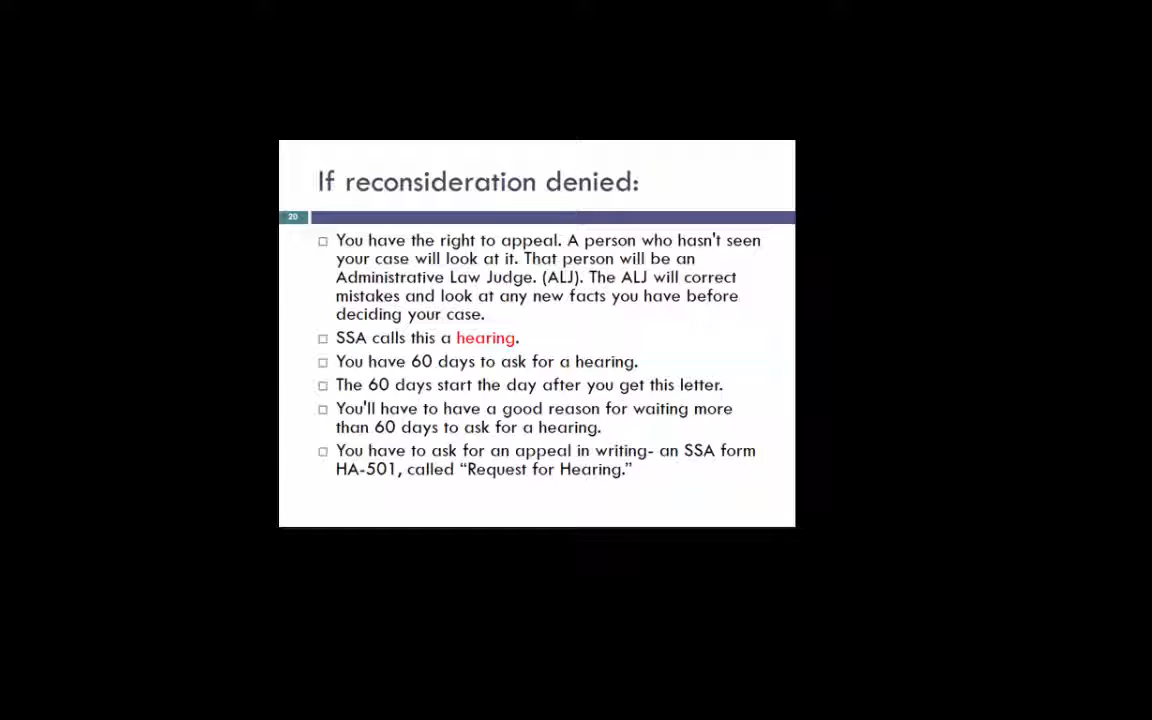 If reconsideration denied:
20
You have the right to appeal. A person who hasn't seen
your case will look at it. That person will be an
Administrative Law Judge. (ALJ). The ALJ will correct
mistakes and look at any new facts you have before
deciding your case.
SSA calls this a hearing.
You have 60 days to ask for a hearing.
The 60 days start the day after you get this letter.
You'll have to have a good reason for waiting more
than 60 days to ask for a hearing.
You have to ask for an appeal in writing- an SSA form
HA-501, called “Request for Hearing.”